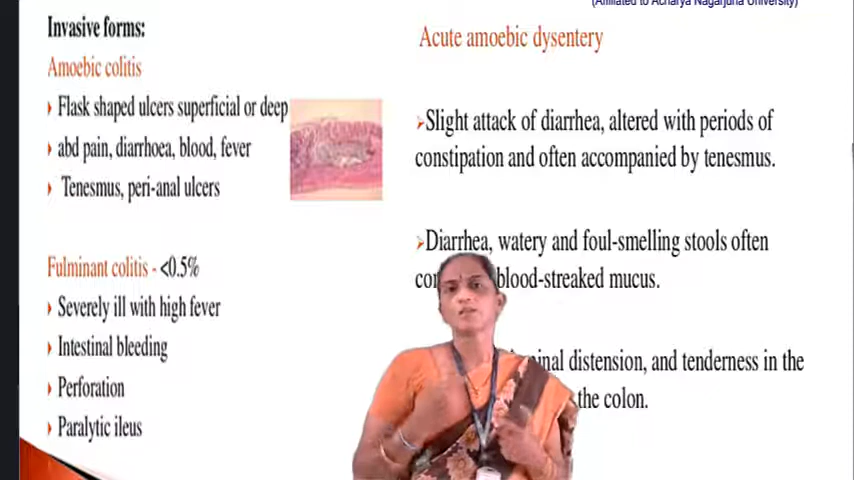 (Affiliated to Acharya Nagarjuna University)
Invasive forms:
Amoebic colitis
Flask shaped ulcers superficial or deep
abd pain, diarrhoea, blood, fever
Tenesmus, peri-anal ulcers
Fulminant colitis - <0.5%
Severely ill with high fever
Intestinal bleeding
Perforation
Paralytic ileus
Acute amoebic dysentery
Slight attack of diarrhea, altered with periods of
constipation and often accompanied by tenesmus.
Diarrhea, watery and foul-smelling stools often
blood-streaked mucus.
distension, and tenderness in the
the colon.